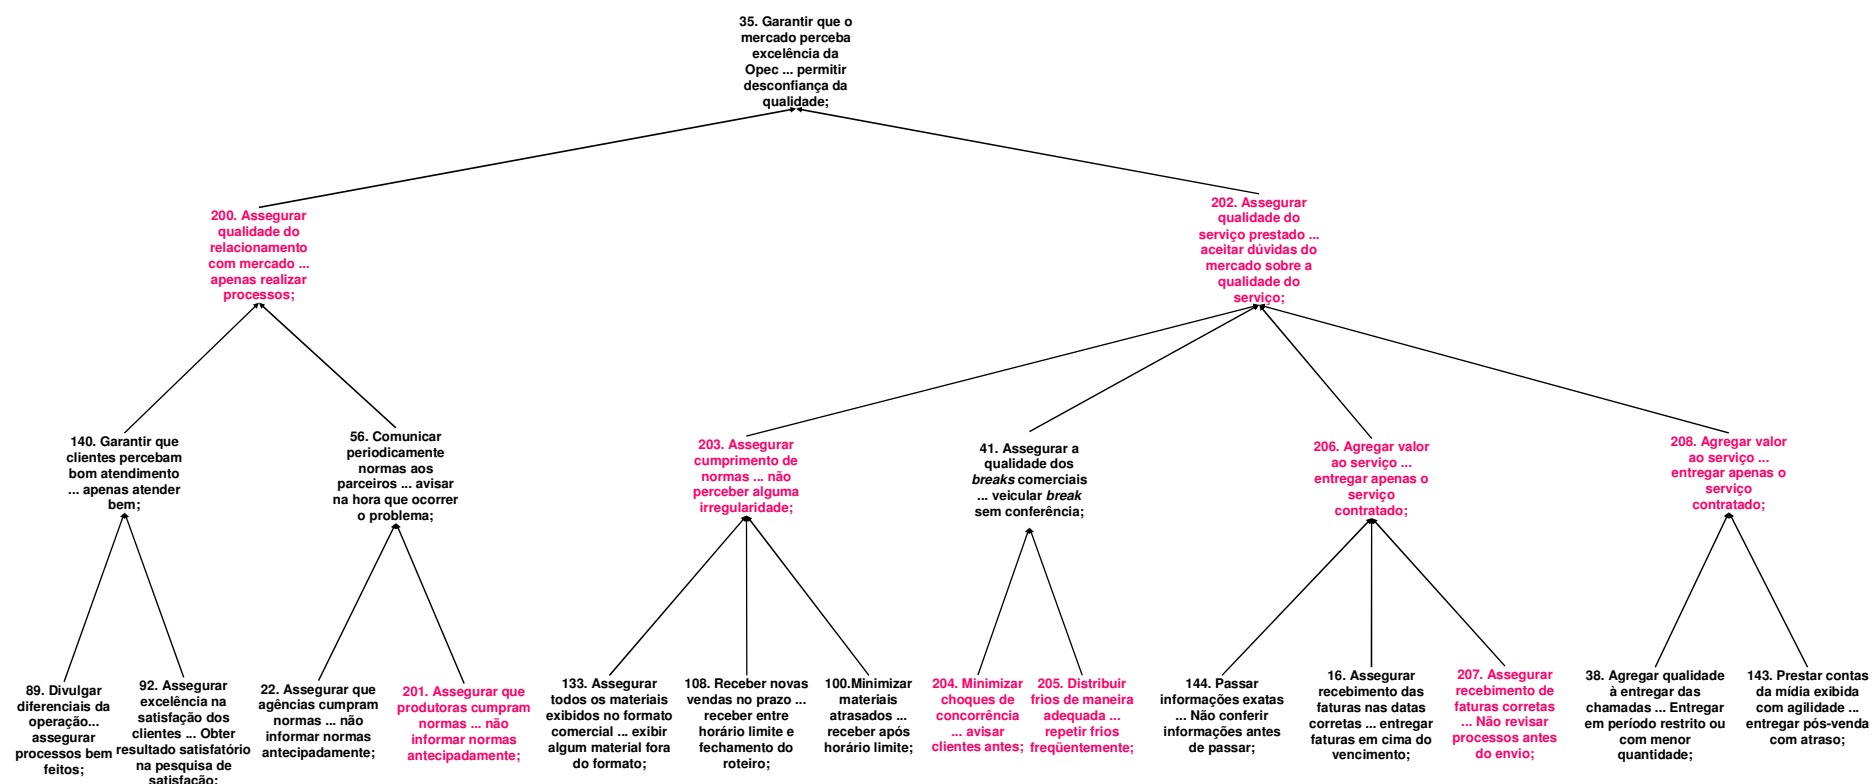 35. Garantir que o
mercado perceba
excelência da
Opec ... permitir
desconfiança da
qualidade;
200. Assegurar
qualidade do
relacionamento
com mercado ...
apenas realizar
processos;
202. Assegurar
qualidade do
serviço prestado ...
aceitar dúvidas do
mercado sobre a
qualidade do
serviço;
140. Garantir que
clientes percebam
bom atendimento
... apenas atender
bem;
56. Comunicar
periodicamente
normas aos
parceiros ... avisar
na hora que ocorrer
o problema;
203. Assegurar
cumprimento de
normas ... não
perceber alguma
irregularidade;
41. Assegurar a
qualidade dos
breaks comerciais
... veicular break
sem conferência;
206. Agregar valor
ao serviço ...
entregar apenas o
serviço
contratado;
208. Agregar valor
ao serviço ...
entregar apenas o
serviço
contratado;
89. Divulgar
diferenciais da
operação...
assegurar
processos bem
feitos;
92. Assegurar
excelência na
satisfação dos
clientes ... Obter
resultado satisfatório
na pesquisa de
satisfação;
22. Assegurar que
agências cumpram
normas ... não
informar normas
antecipadamente;
201. Assegurar que
produtoras cumpram
normas ... não
informar normas
antecipadamente;
133. Assegurar
todos os materiais
exibidos no formato
comercial ... exibir
algum material fora
do formato;
108. Receber novas
vendas no prazo ...
receber entre
horário limite e
fechamento do
roteiro;
100.Minimizar
materiais
atrasados ...
receber após
horário limite;
204. Minimizar
choques de
concorrência
... avisar
clientes antes;
205. Distribuir
frios de maneira
adequada ...
repetir frios
freqüentemente;
144. Passar
informações exatas
... Não conferir
informações antes
de passar;
16. Assegurar
recebimento das
faturas nas datas
corretas ... entregar
faturas em cima do
vencimento;
207. Assegurar
recebimento de
faturas corretas
... Não revisar
processos antes
do envio;
38. Agregar qualidade
à entregar das
chamadas ... Entregar
em período restrito ou
com menor
quantidade;
143. Prestar contas
da mídia exibida
com agilidade ...
entregar pós-venda
com atraso;